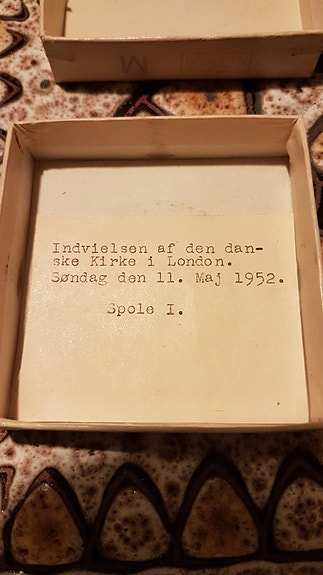 M
Indvielsen af den dan-
ske Kirke i London.
Søndag den 11. Maj 1952.
Spole I.